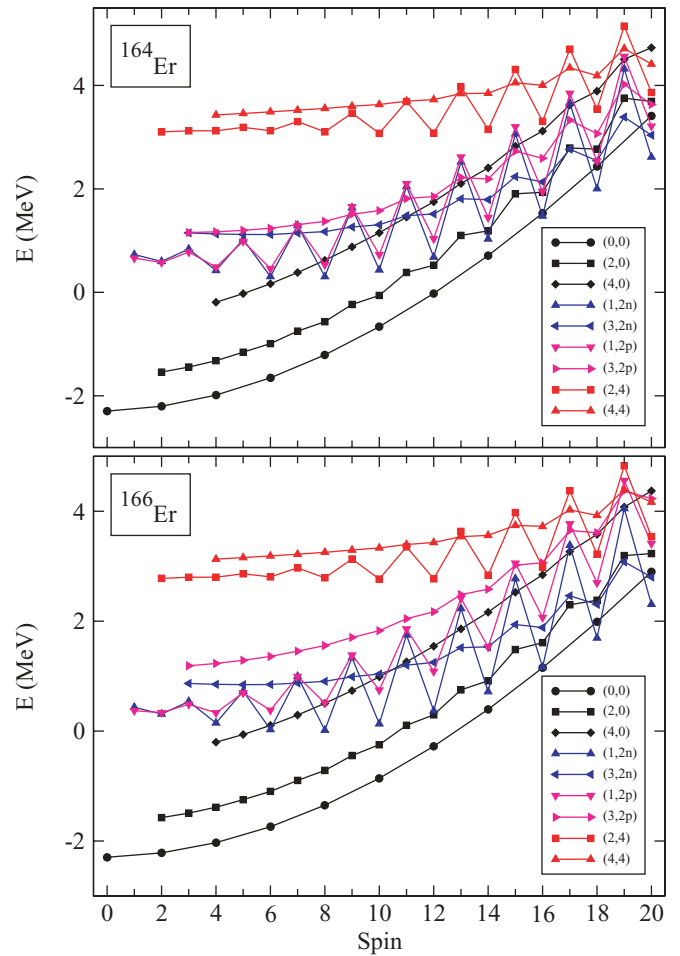 164Er
E (MeV)
4
2
0
-2
(0,0)
(2,0)
(4,0)
(1,2n)
(3,2n)
(1,2p)
(3,2p)
(2,4)
(4,4)
166Er
E (MeV)
4
2
0
-2
(0,0)
(2,0)
(4,0)
(1,2n)
(3,2n)
(1,2p)
(3,2p)
(2,4)
(4,4)
0 2 4 6 8 10 12 14 16 18 20
Spin